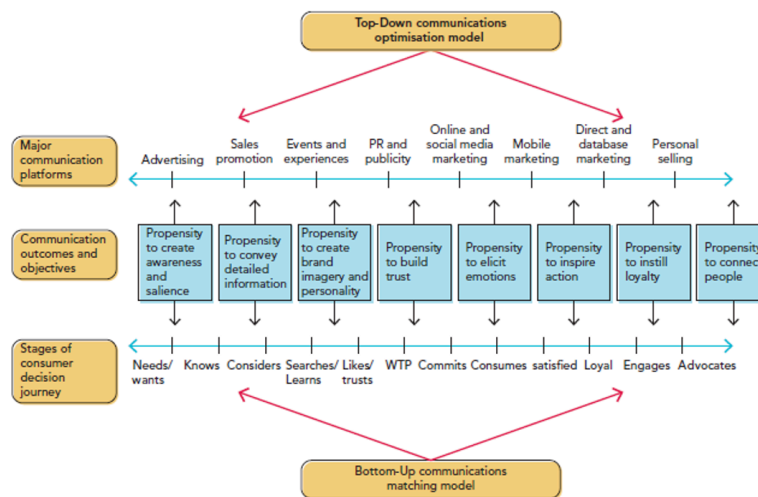 Top-Down communications
optimisation model
Major
communication
platforms
Advertising
Sales
promotion
Events and
experiences
PR and
publicity
Online and
social media
marketing
Mobile
marketing
Direct and
database
marketing
Personal
selling
Communication
outcomes and
objectives
Propensity
to create
awareness
and
salience
Propensity
to convey
detailed
information
Propensity
to create
brand
imagery and
personality
Propensity
to build
trust
Propensity
to elicit
emotions
Propensity
to inspire
action
Propensity
to instill
loyalty
Propensity
to connec
people
Stages of
consumer
decision
journey
Needs/
wants
Knows
Considers
Searches/
Learns
Likes/
trusts
WTP
Commits
Consumes
satisfied
Loyal
Engages
Advocates
Bottom-Up communications
matching model